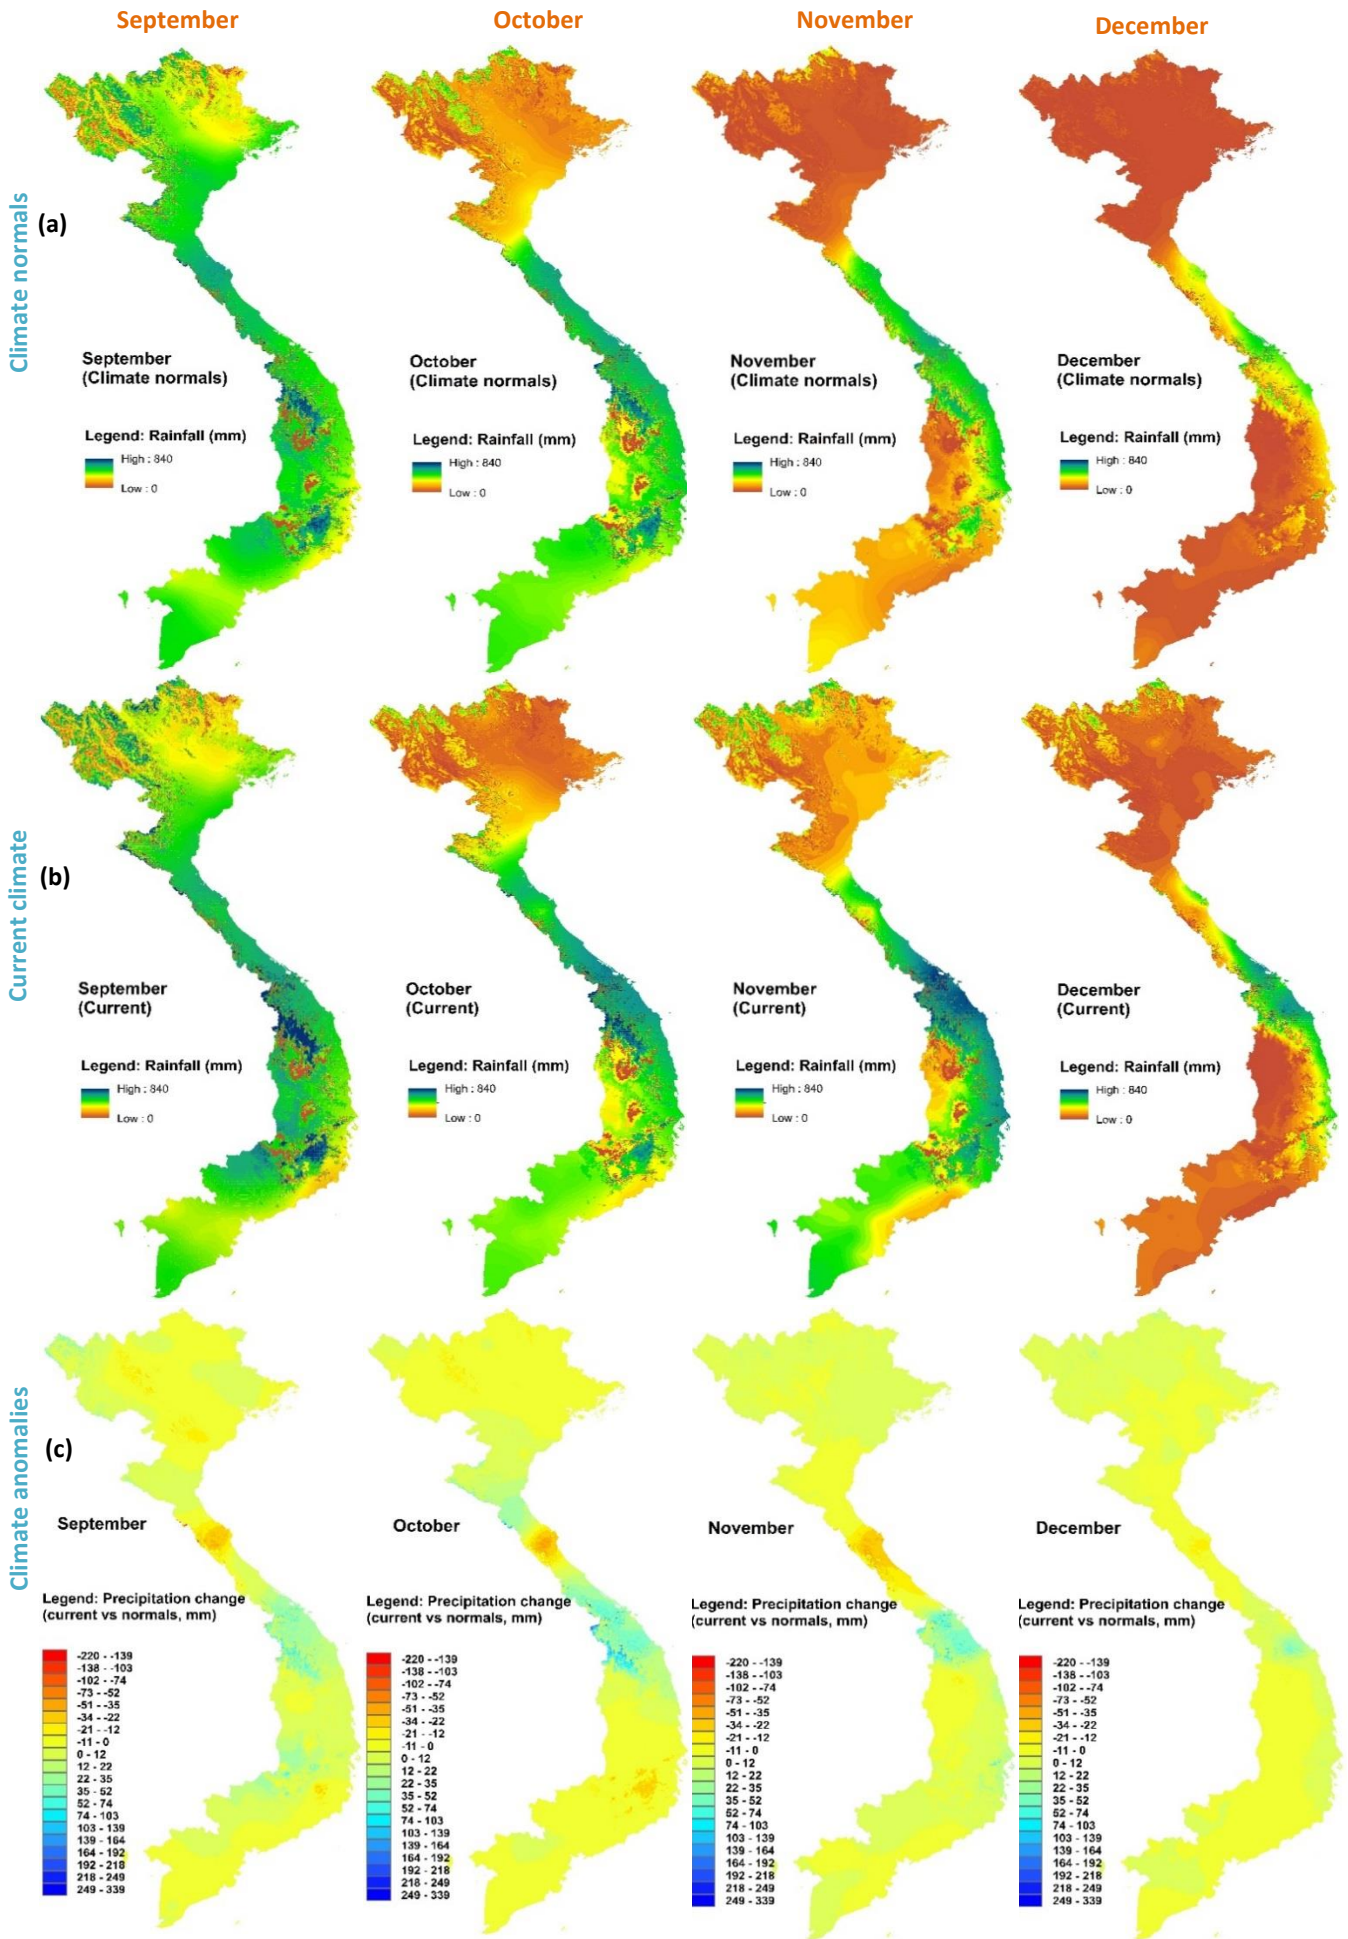 September
October
November
December
Climate normals
(a)
September
(Climate normals)
Legend: Rainfall (mm)
High : 840
Low : 0
October
(Climate normals)
Legend: Rainfall (mm)
High : 840
Low : 0
November
(Climate normals)
Legend: Rainfall (mm)
High : 840
Low : 0
December
(Climate normals)
Legend: Rainfall (mm)
High : 840
Low : 0
Current climate
(b)
September
(Current)
Legend: Rainfall (mm)
High : 840
Low : 0
October
(Current)
Legend: Rainfall (mm)
High : 840
Low : 0
November
(Current)
Legend: Rainfall (mm)
High : 840
Low : 0
December
(Current)
Legend: Rainfall (mm)
High : 840
Low : 0
Climate anomalies
(c)
September
Legend: Precipitation change
(current vs normals, mm)
-220 - -139
-138 - -103
-102 - -74
-73 - -52
-51 - -35
-34 - -22
-21 - -12
-11 - 0
0 - 12
12 - 22
22 - 35
35 - 52
52 - 74
74 - 103
103 - 139
139 - 164
164 - 192
192 - 218
218 - 249
249 - 339
October
Legend: Precipitation change
(current vs normals, mm)
-220 - -139
-138 - -103
-102 - -74
-73 - -52
-51 - -35
-34 - -22
-21 - -12
-11 - 0
0 - 12
12 - 22
22 - 35
35 - 52
52 - 74
74 - 103
103 - 139
139 - 164
164 - 192
192 - 218
218 - 249
249 - 339
November
Legend: Precipitation change
(current vs normals, mm)
-220 - -139
-138 - -103
-102 - -74
-73 - -52
-51 - -35
-34 - -22
-21 - -12
-11 - 0
0 - 12
12 - 22
22 - 35
35 - 52
52 - 74
74 - 103
103 - 139
139 - 164
164 - 192
192 - 218
218 - 249
249 - 339
December
Legend: Precipitation change
(current vs normals, mm)
-220 - -139
-138 - -103
-102 - -74
-73 - -52
-51 - -35
-34 - -22
-21 - -12
-11 - 0
0 - 12
12 - 22
22 - 35
35 - 52
52 - 74
74 - 103
103 - 139
139 - 164
164 - 192
192 - 218
218 - 249
249 - 339